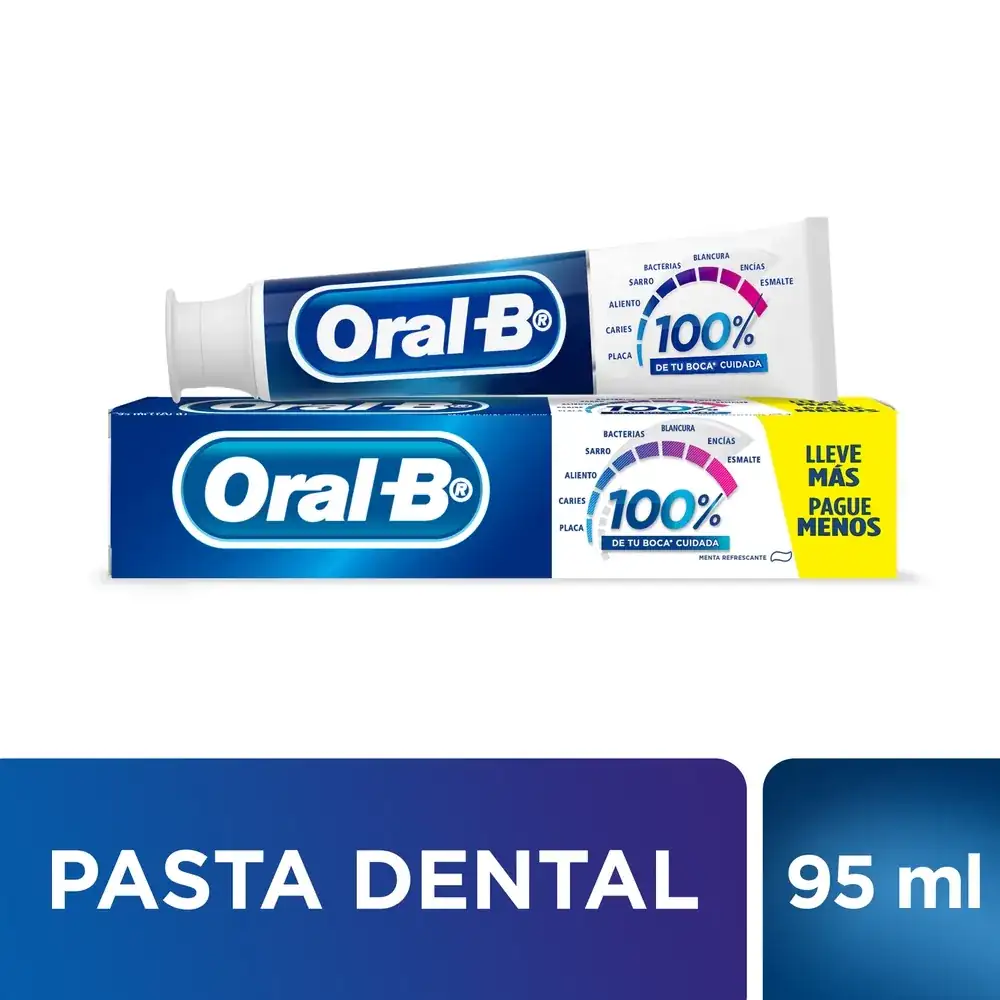 BLANCURA
BACTERIAS
ENCÍAS
SARRO
ESMALTE
ALIENTO
CARIES
PLACA
Oral-B®
100%
DE TU BOCA* CUIDADA
Oral-B®
100%
BLANCURA
BACTERIAS
ENCÍAS
SARRO
ESMALTE
ALIENTO
CARIES
PLACA
Oral-B®
100%
DE TU BOCA* CUIDADA
MENTA REFRESCANTE
LLEVE
MÁS
PAGUE
MENOS
PASTA DENTAL
95 ml